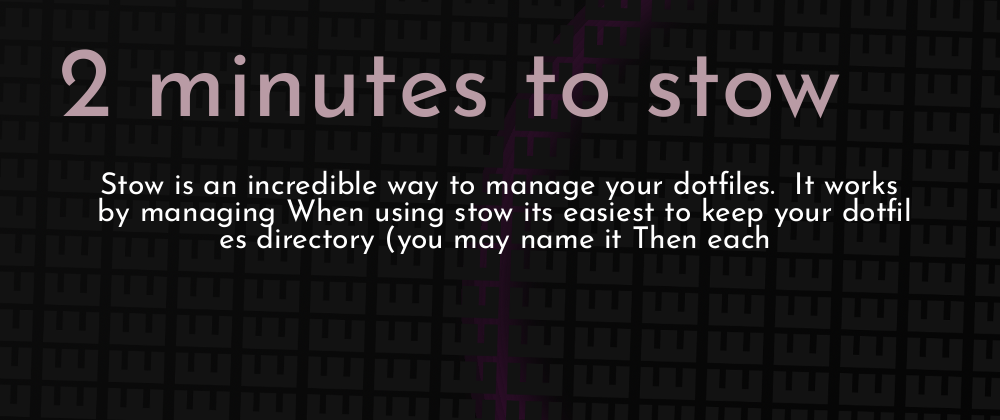 2 minutes to stow
Stow is an incredible way to manage your dotfiles.  It works
by managing When using stow its easiest to keep your dotfil
es directory (you may name it Then each